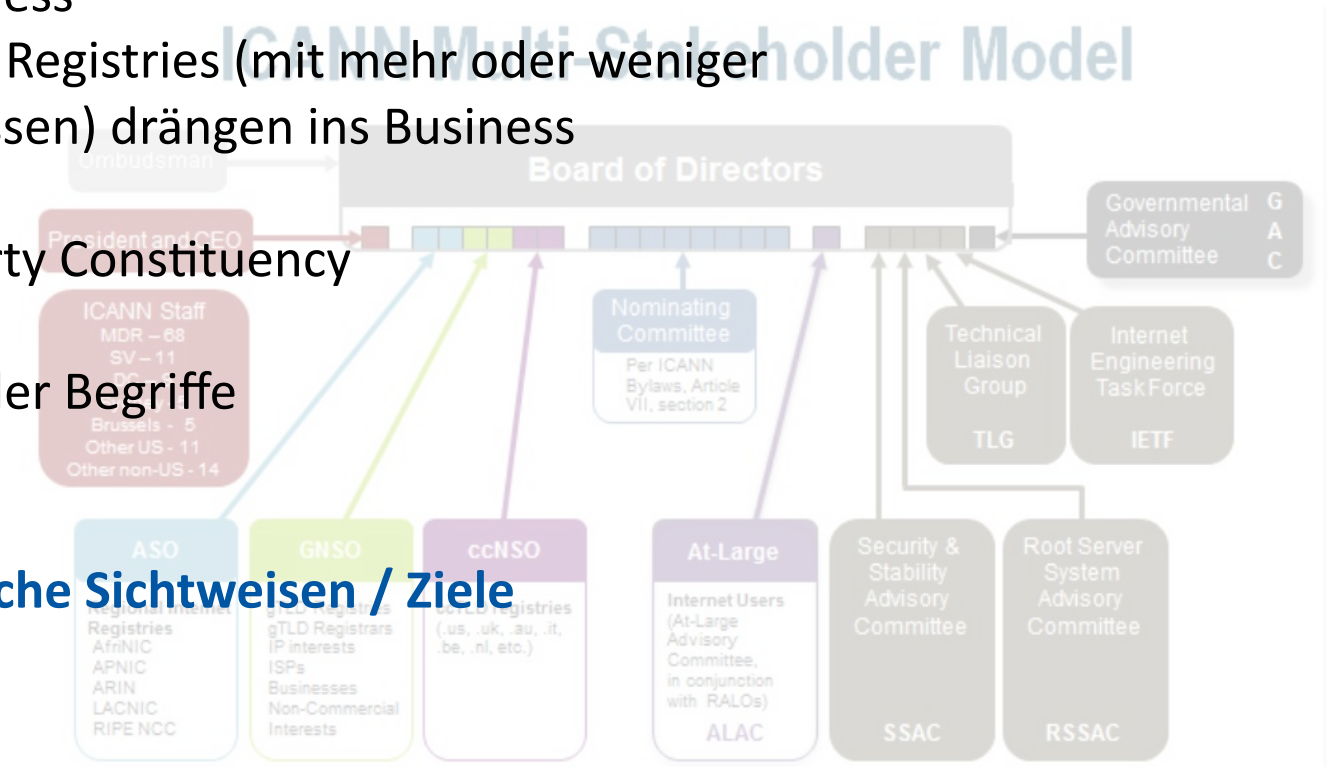 ess
ICANN Multi-Stakeholder Model
Registries (mit mehr oder weniger
ssen) drängen ins Business
Ombudsman
Board of Directors
President and CEO
rty Constituency
Governmental
Advisory
Committee
G
A
C
ICANN Staff
MDR – 68
SV – 11
Brussels - 5
Other US - 11
Other non-US - 14
der Begriffe
Nominating
Committee
Per ICANN
Bylaws, Article
VII, section 2
Technical
Liaison
Group
TLG
Internet
Engineering
Task Force
IETF
che Sichtweisen / Ziele
ASO
Regional Internet
Registries
AfriNIC
APNIC
ARIN
LACNIC
RIPE NCC
GNSO
gTLD Registries
gTLD Registrars
IP interests
ISPs
Businesses
Non-Commercial
Interests
ccNSO
ccTLD registries
(.us, .uk, .au, .it,
.be, .nl, etc.)
At-Large
Internet Users
(At-Large
Advisory
Committee,
in conjunction
with RALOs)
ALAC
Security &
Stability
Advisory
Committee
SSAC
Root Server
System
Advisory
Committee
RSSAC